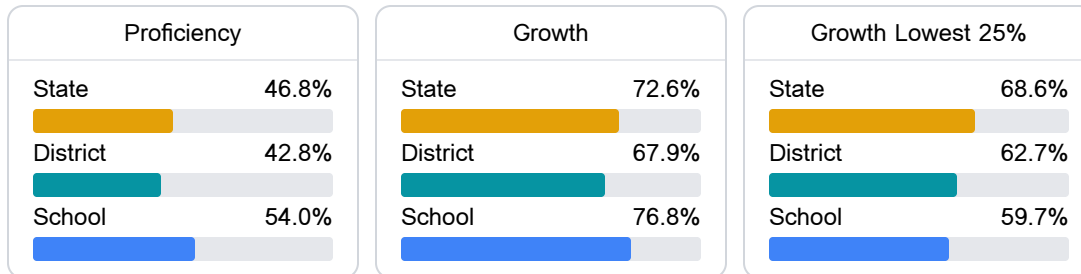 Proficiency
State 46.8%
District 42.8%
School 54.0%
Growth
State 72.6%
District 67.9%
School 76.8%
Growth Lowest 25%
State 68.6%
District 62.7%
School 59.7%